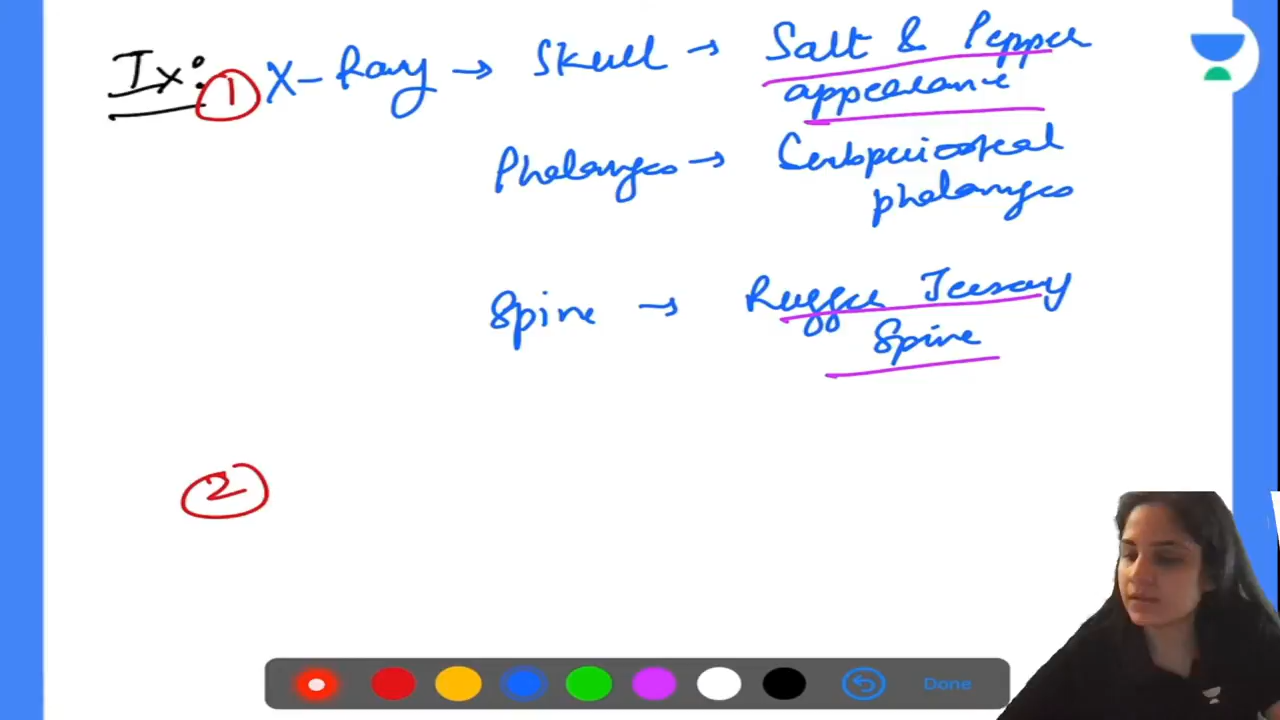 Ix: ① X-Ray → Skull → Salt & Pepper
appearance
Phalanges → Subperiosteal
phalanges
Spine → Rugger Jersey
Spine
②
Done